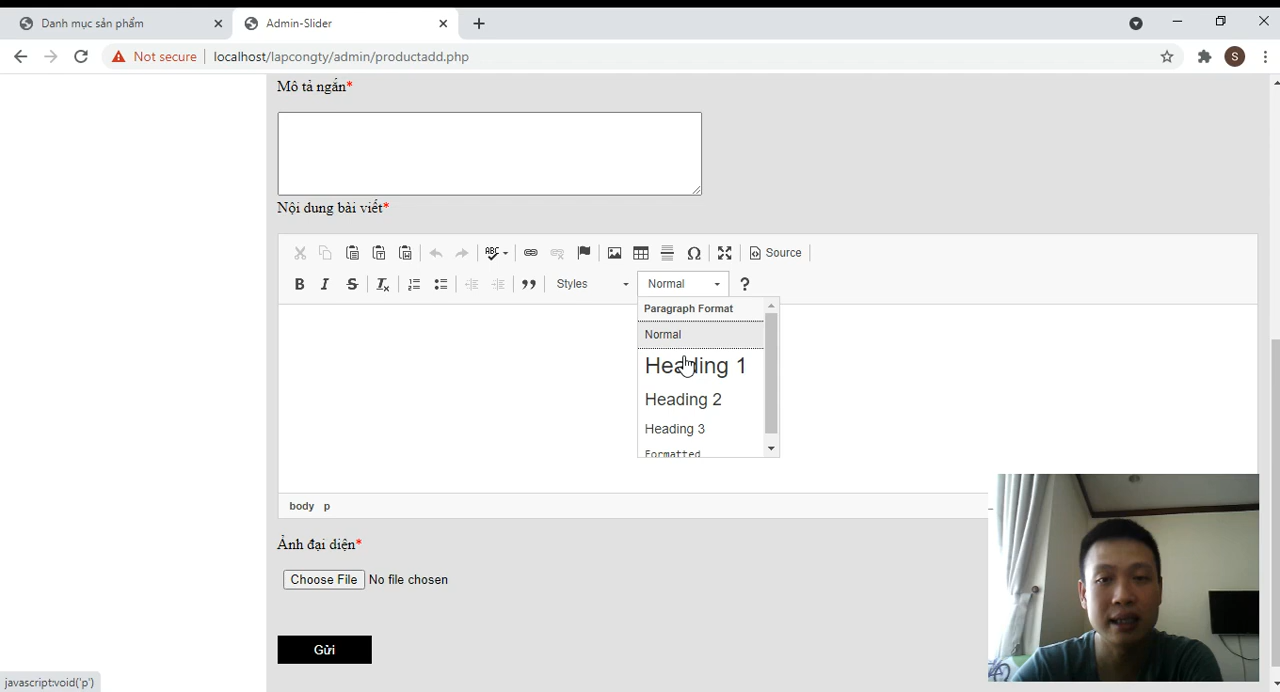 Danh mục sản phẩm
Admin-Slider
Not secure
localhost/lapcongty/admin/productadd.php
S
Mô tả ngắn*
Nội dung bài viết*
ABC
Source
B I S Ix
Styles
Normal
?
Paragraph Format
Normal
Heading 1
Heading 2
Heading 3
Formatted
body p
Ảnh đại diện*
Choose File No file chosen
Gửi
javascript:void('p')